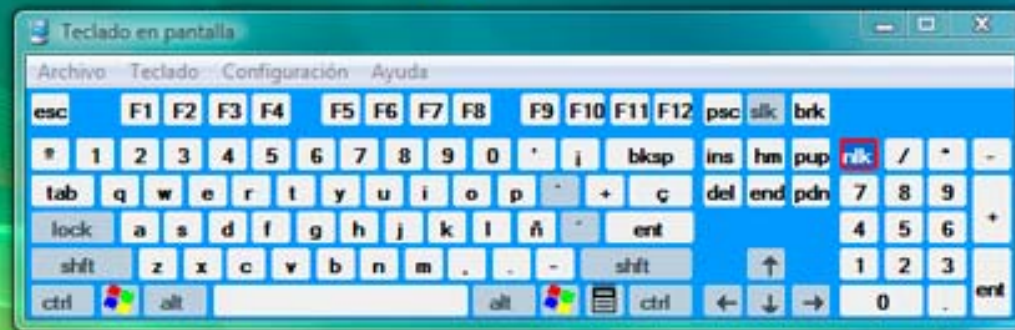 Teclado en pantalla
Archivo Teclado Configuración Ayuda
esc F1 F2 F3 F4 F5 F6 F7 F8 F9 F10 F11 F12 psc slk brk
º 1 2 3 4 5 6 7 8 9 0 ' ¡ bksp ins hm pup nlk / * -
tab q w e r t y u i o p ` + ç del end pdn 7 8 9 +
lock a s d f g h j k l ñ ´ ent 4 5 6
shft z x c v b n m , . - shft ↑ 1 2 3 ent
ctrl alt alt ctrl ← ↓ → 0 .